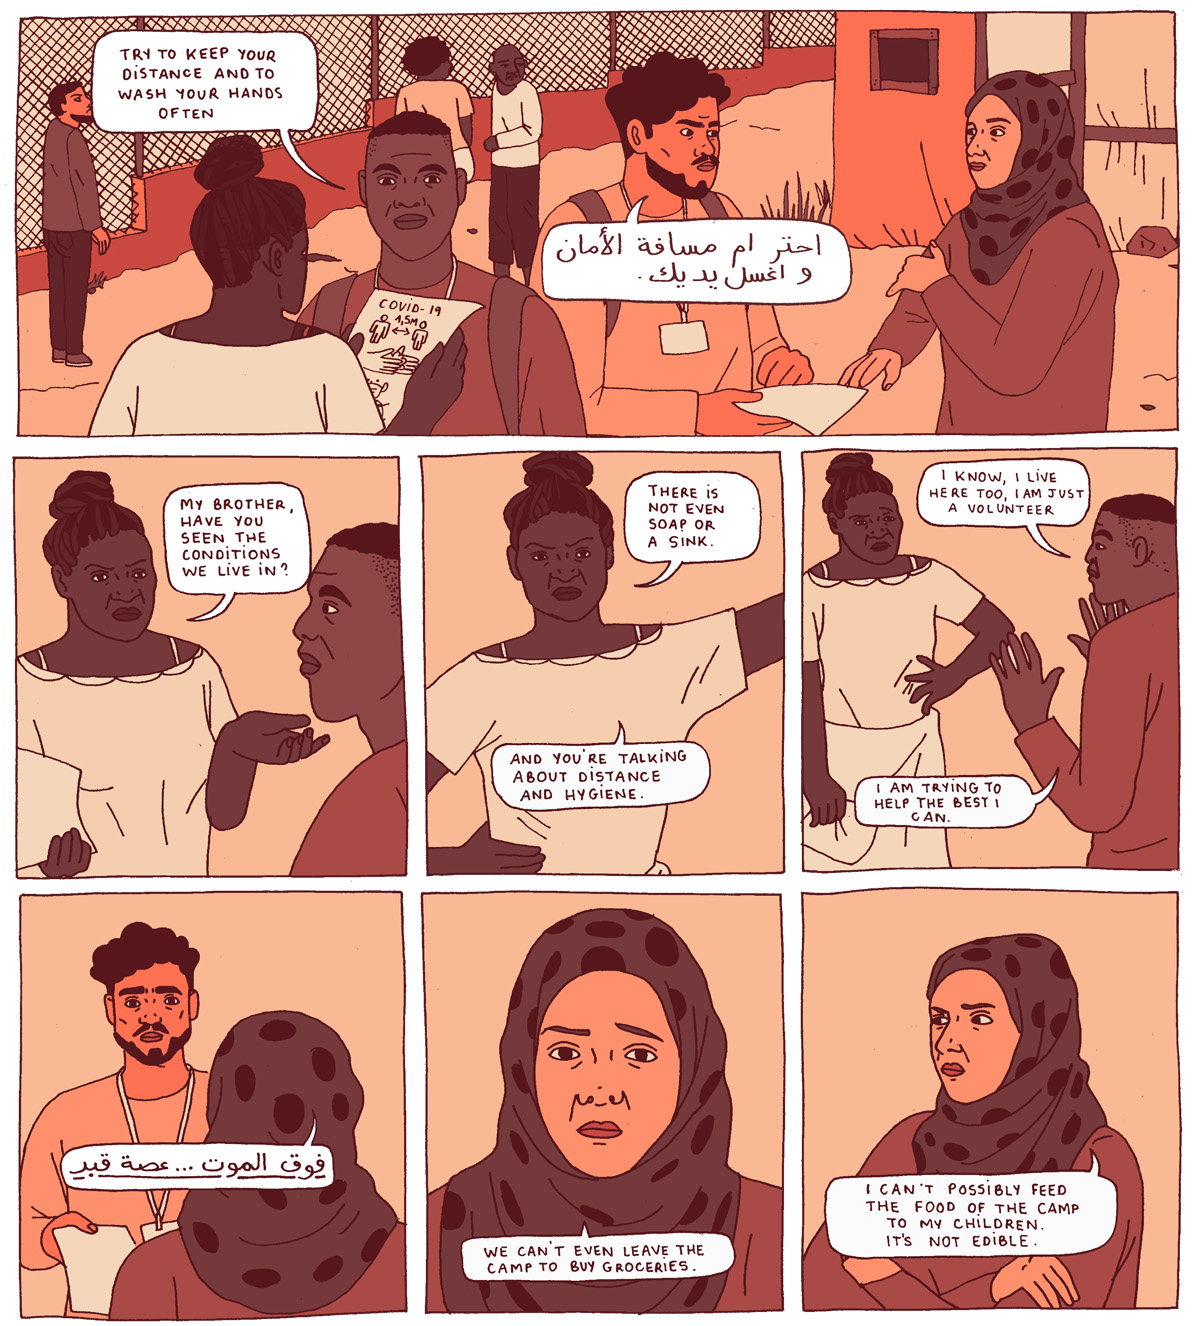 TRY TO KEEP YOUR
DISTANCE AND TO
WASH YOUR HANDS
OFTEN
COVID-19
1,5M
احتر ام مسافة الأمان
و اغسل يديك.
MY BROTHER,
HAVE YOU
SEEN THE
CONDITIONS
WE LIVE IN?
THERE IS
NOT EVEN
SOAP OR
A SINK.
AND YOU'RE TALKING
ABOUT DISTANCE
AND HYGIENE.
I KNOW, I LIVE
HERE TOO, I AM JUST
A VOLUNTEER
I AM TRYING TO
HELP THE BEST I
CAN.
فوق الموت...عصة قبر
WE CAN'T EVEN LEAVE THE
CAMP TO BUY GROCERIES.
I CAN'T POSSIBLY FEED
THE FOOD OF THE CAMP
TO MY CHILDREN.
IT'S NOT EDIBLE.